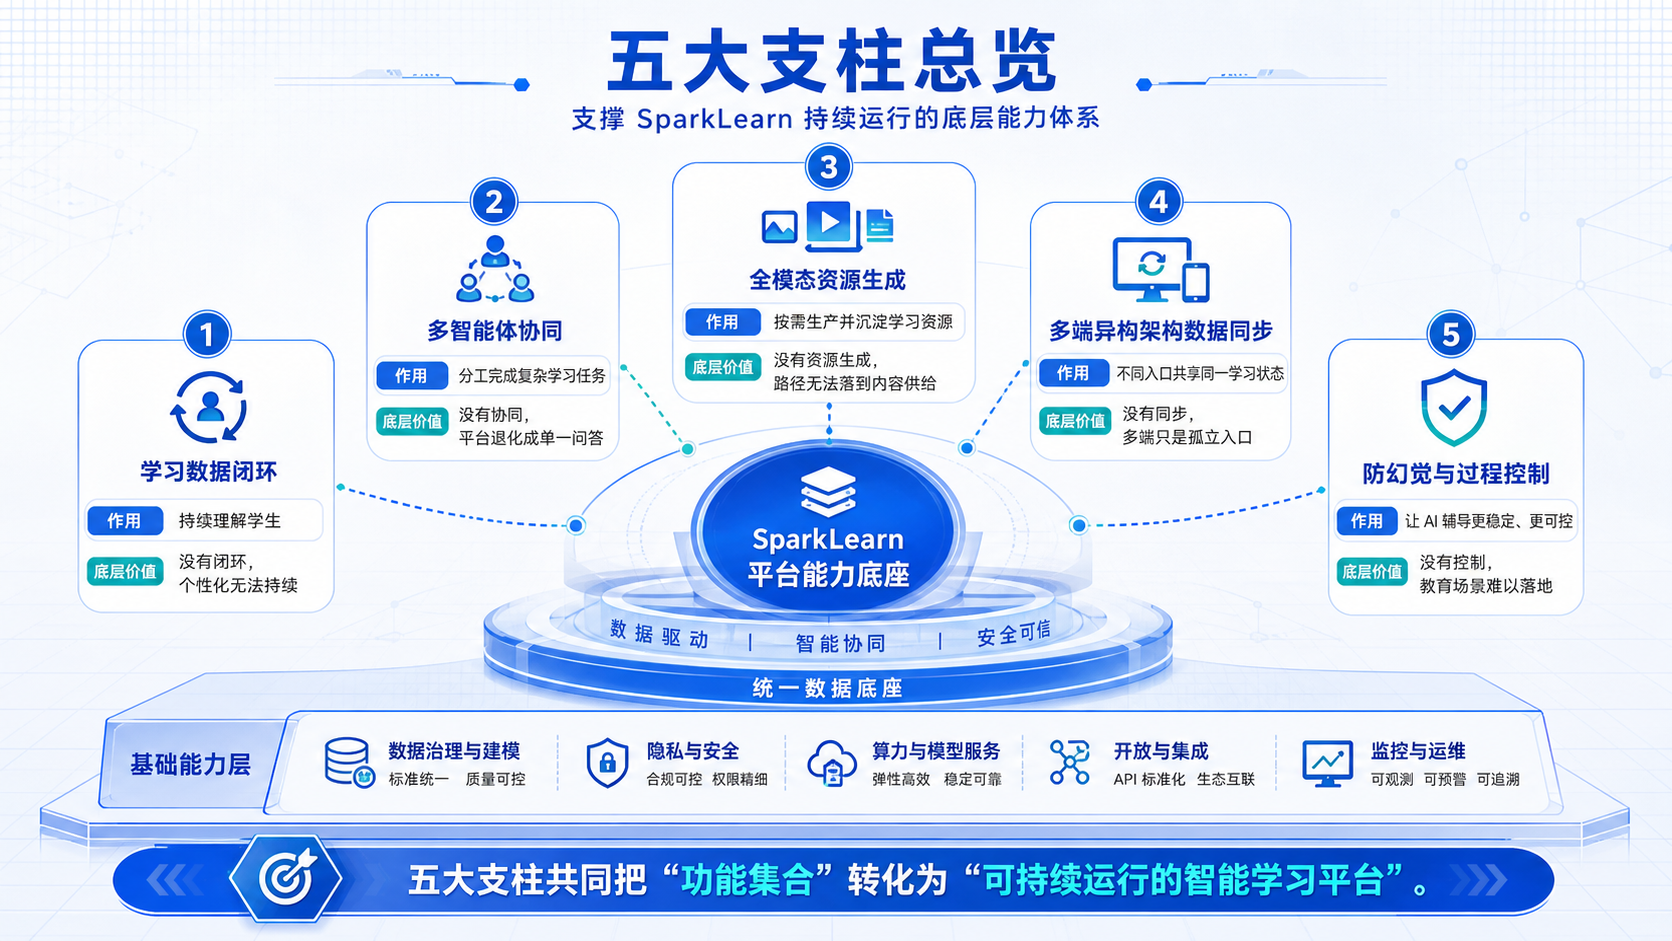 五大支柱总览
支撑 SparkLearn 持续运行的底层能力体系
1
学习数据闭环
作用 持续理解学生
底层价值 没有闭环，
个性化无法持续
2
多智能体协同
作用 分工完成复杂学习任务
底层价值 没有协同，
平台退化成单一问答
3
全模态资源生成
作用 按需生产并沉淀学习资源
底层价值 没有资源生成，
路径无法落到内容供给
4
多端异构架构数据同步
作用 不同入口共享同一学习状态
底层价值 没有同步，
多端只是孤立入口
5
防幻觉与过程控制
作用 让 AI 辅导更稳定、更可控
底层价值 没有控制，
教育场景难以落地
SparkLearn
平台能力底座
数据驱动 | 智能协同 | 安全可信
统一数据底座
基础能力层
数据治理与建模
标准统一 质量可控
隐私与安全
合规可控 权限精细
算力与模型服务
弹性高效 稳定可靠
开放与集成
API 标准化 生态互联
监控与运维
可观测 可预警 可追溯
五大支柱共同把“功能集合”转化为“可持续运行的智能学习平台”。